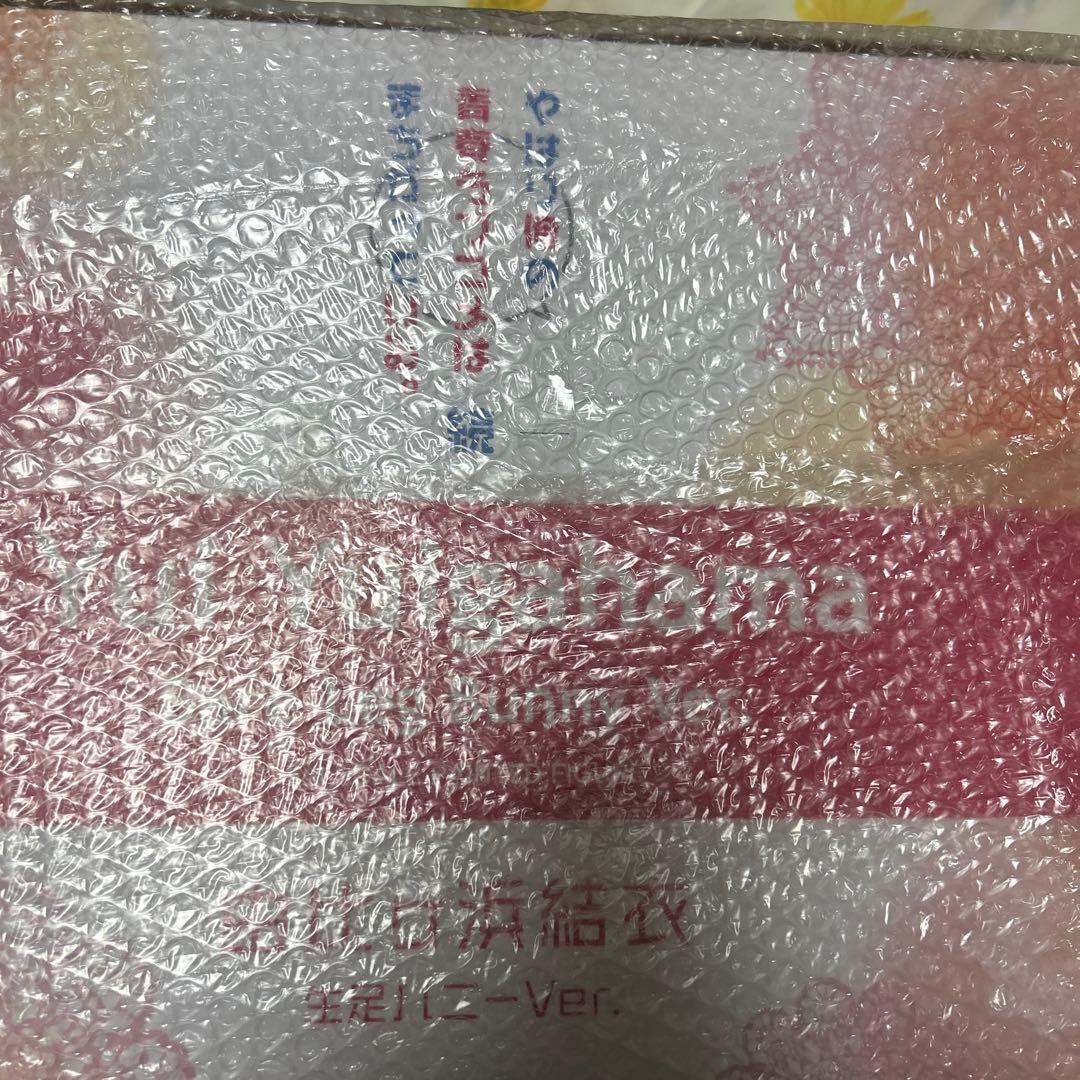 やはり
青春ラブコメは
まちがっている。
続
Yui Yuigahama
Bare Leg Bunny Ver.
由比ヶ浜結衣
生足バニーVer.